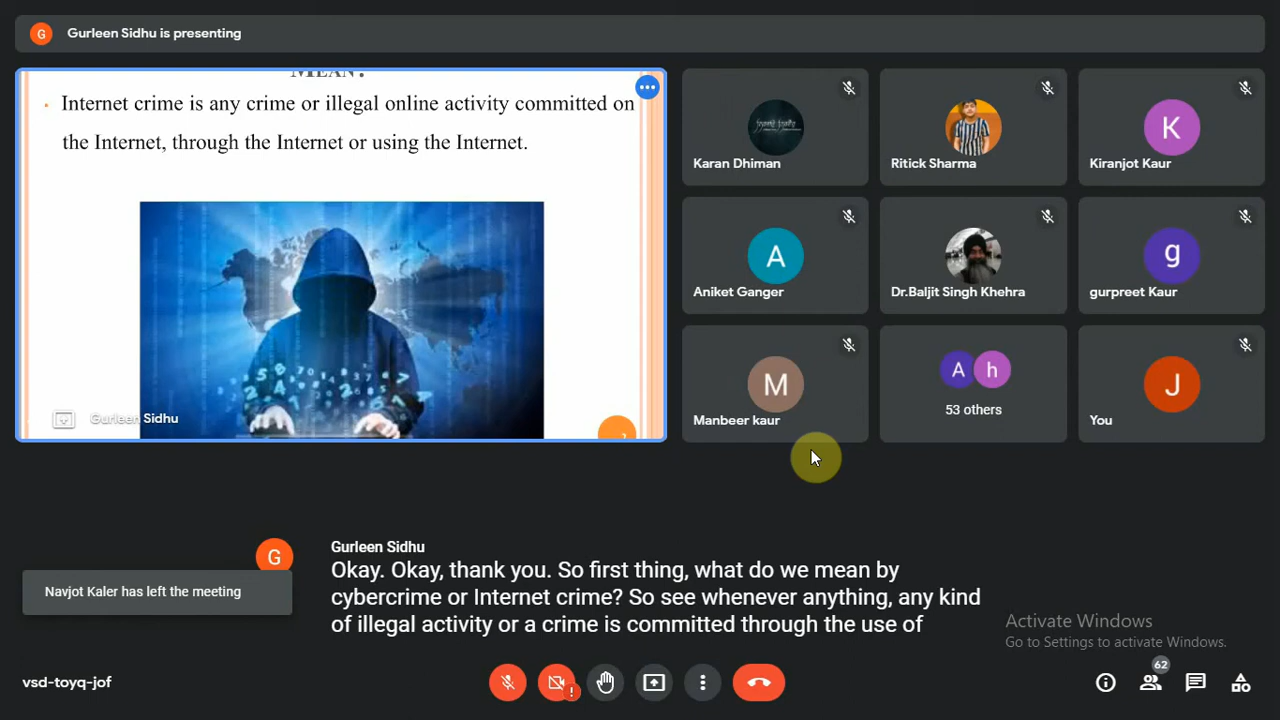 G Gurleen Sidhu is presenting
MEAN?
Internet crime is any crime or illegal online activity committed on
the Internet, through the Internet or using the Internet.
Gurleen Sidhu
Karan Dhiman
Ritick Sharma
K
Kiranjot Kaur
A
Aniket Ganger
Dr.Baljit Singh Khehra
g
gurpreet Kaur
M
Manbeer kaur
A h
53 others
J
You
G
Gurleen Sidhu
Okay. Okay, thank you. So first thing, what do we mean by
cybercrime or Internet crime? So see whenever anything, any kind
of illegal activity or a crime is committed through the use of
Navjot Kaler has left the meeting
Activate Windows
Go to Settings to activate Windows.
vsd-toyq-jof
62